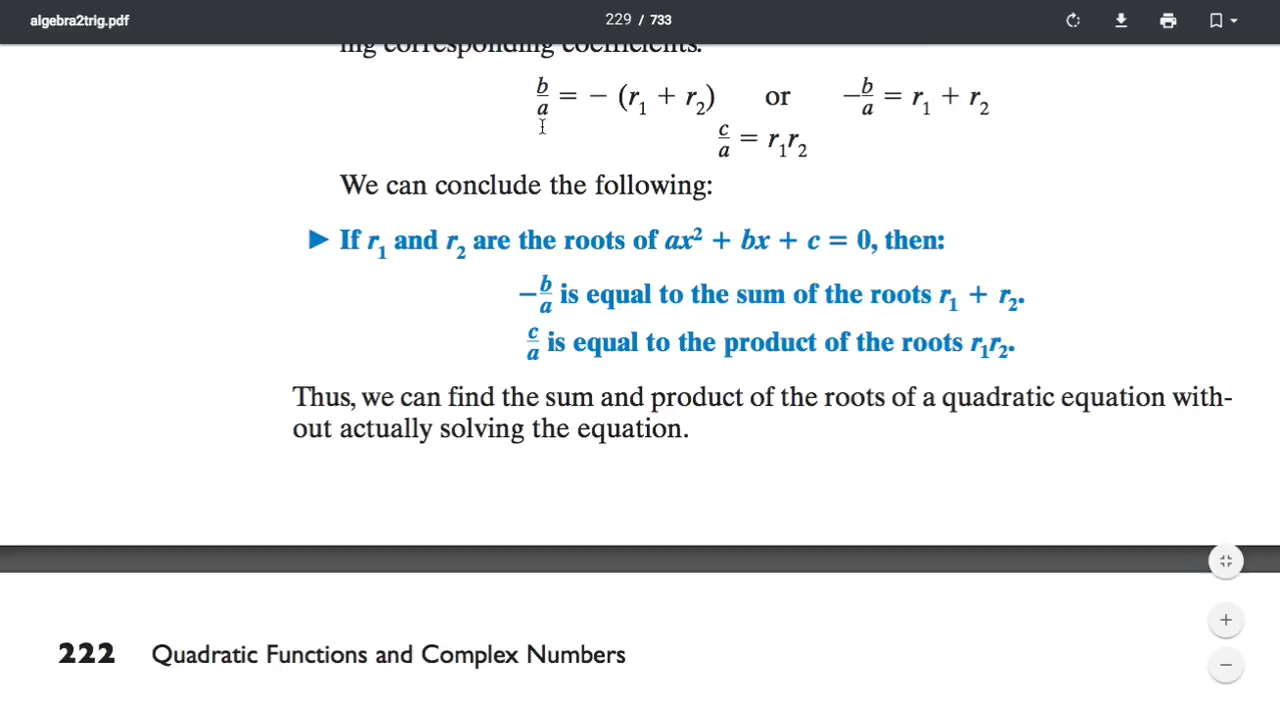 algebra2trig.pdf 229 / 733
ing corresponding coefficients.
b/a = − (r₁ + r₂) or −b/a = r₁ + r₂
c/a = r₁r₂
We can conclude the following:
▶ If r₁ and r₂ are the roots of ax² + bx + c = 0, then:
−b/a is equal to the sum of the roots r₁ + r₂.
c/a is equal to the product of the roots r₁r₂.
Thus, we can find the sum and product of the roots of a quadratic equation with-
out actually solving the equation.
222 Quadratic Functions and Complex Numbers